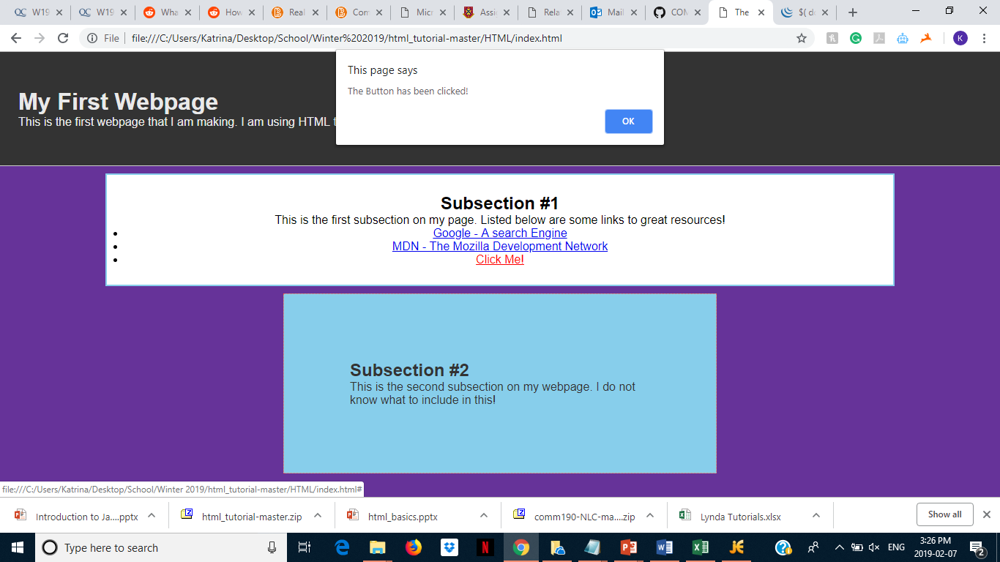 W19
W19
Wha
How
Real
Com
Micr
Assi
Rela
Mail
COM
The
$( d
File
file:///C:/Users/Katrina/Desktop/School/Winter%202019/html_tutorial-master/HTML/index.html
K
This page says
The Button has been clicked!
OK
My First Webpage
This is the first webpage that I am making. I am using HTML
Subsection #1
This is the first subsection on my page. Listed below are some links to great resources!
Google - A search Engine
MDN - The Mozilla Development Network
Click Me!
Subsection #2
This is the second subsection on my webpage. I do not
know what to include in this!
file:///C:/Users/Katrina/Desktop/School/Winter 2019/html_tutorial-master/HTML/index.html#
Introduction to Ja....pptx
html_tutorial-master.zip
html_basics.pptx
comm190-NLC-ma....zip
Lynda Tutorials.xlsx
Show all
Type here to search
ENG
3:26 PM
2019-02-07
2